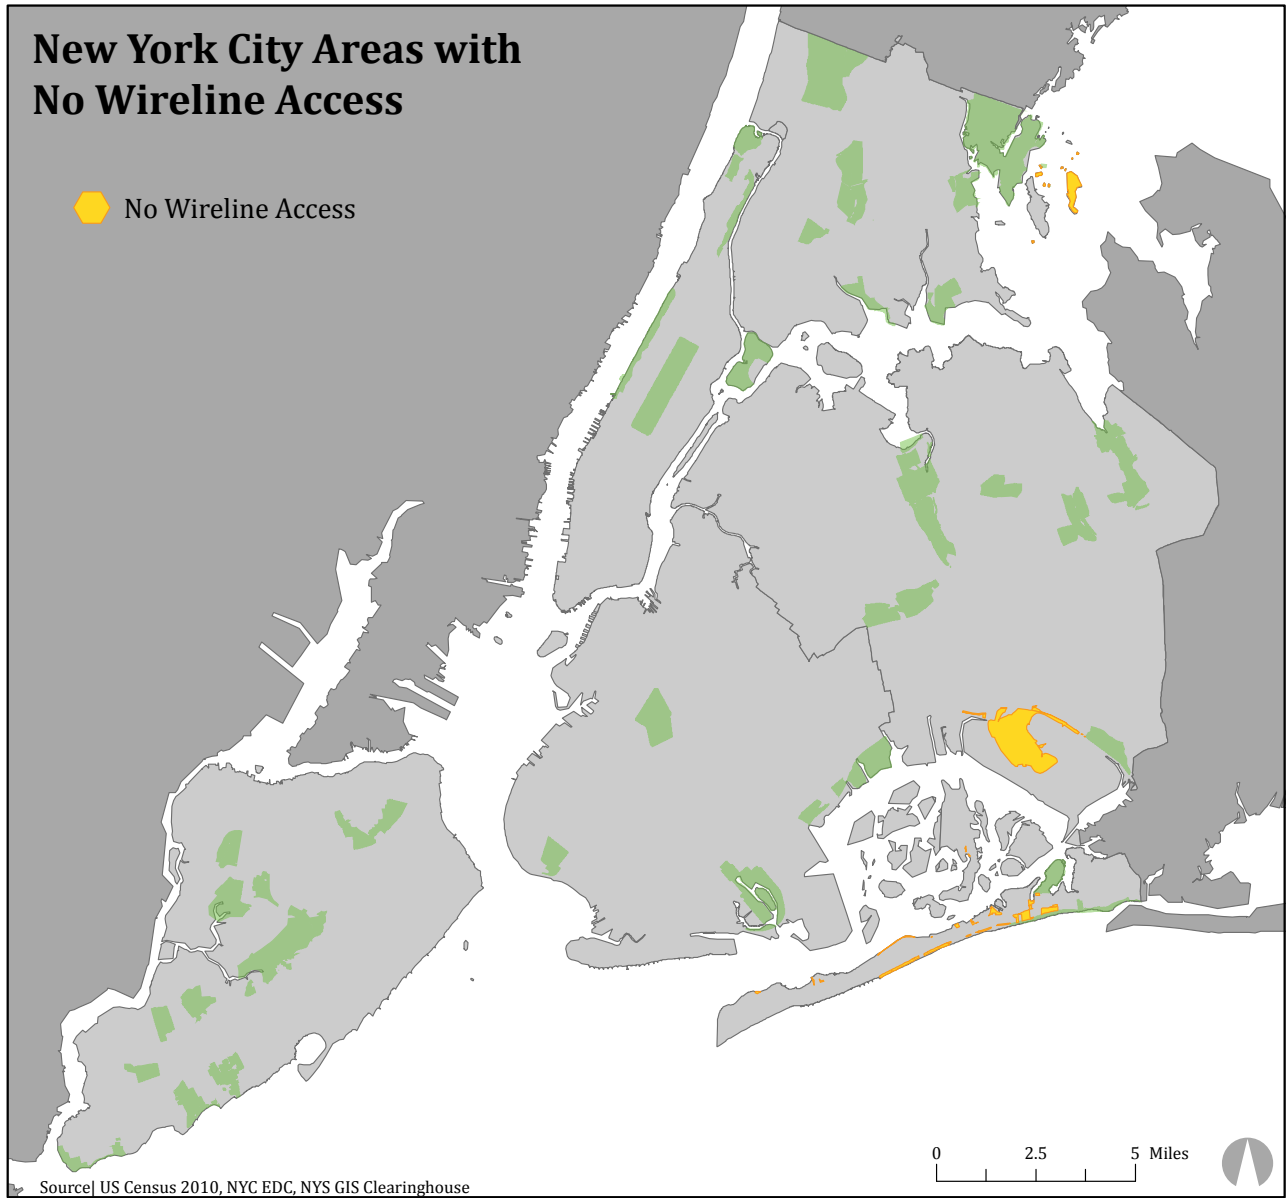 New York City Areas with
No Wireline Access
No Wireline Access
0 2.5 5 Miles
Source| US Census 2010, NYC EDC, NYS GIS Clearinghouse